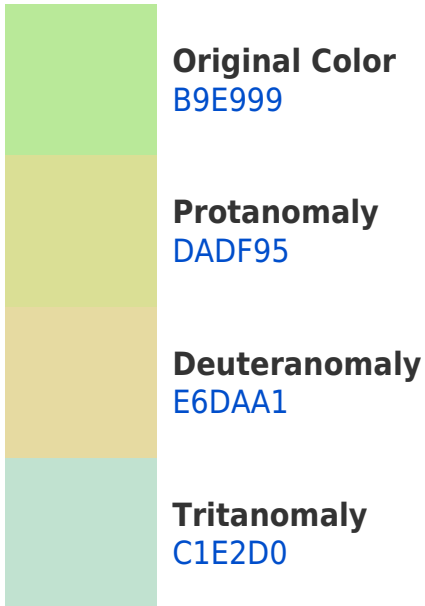 Original Color
B9E999
Protanomaly
DADF95
Deuteranomaly
E6DAA1
Tritanomaly
C1E2D0